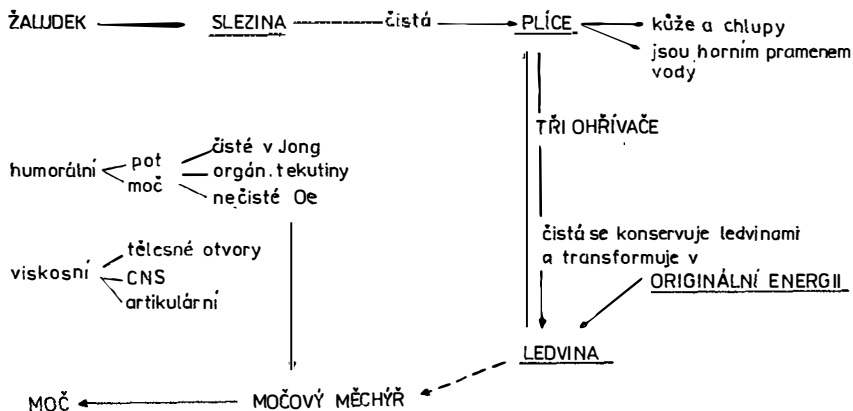 ŽALUDEK SLEZINA čistá PLÍCE kůže a chlupy
jsou horním pramenem
vody
TŘI OHŘÍVAČE
humorální pot moč čisté v Jong
orgán. tekutiny
nečisté Oe
viskosní tělesné otvory
CNS
artikulární
čistá se konservuje ledvinami
a transformuje v
ORIGINÁLNÍ ENERGII
LEDVINA
MOČ MOČOVÝ MĚCHÝŘ